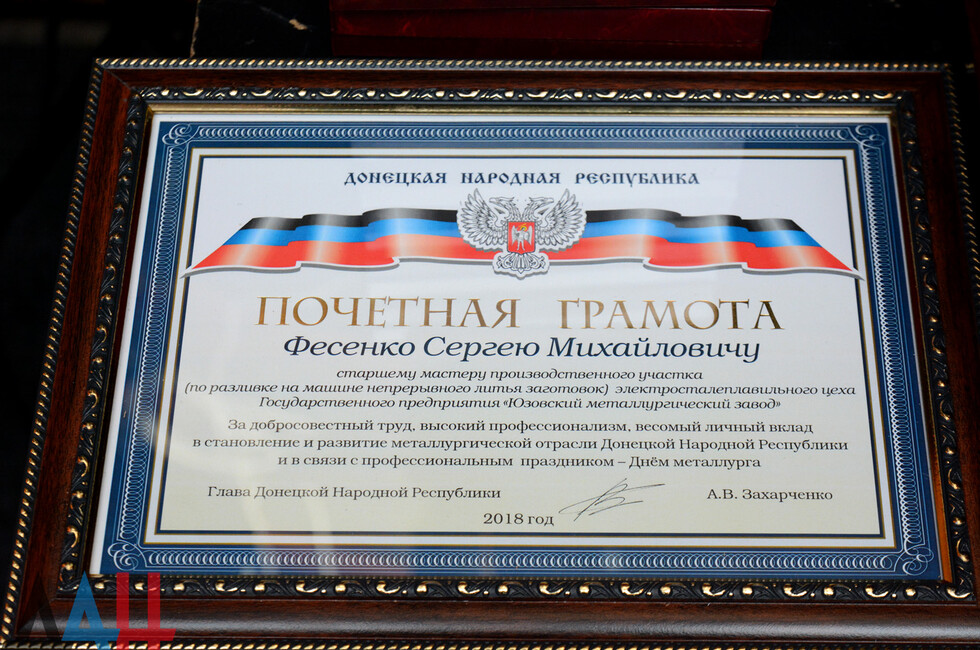 ДОНЕЦКАЯ НАРОДНАЯ РЕСПУБЛИКА
ПОЧЕТНАЯ ГРАМОТА
Фесенко Сергею Михайловичу
старшему мастеру производственного участка
(по разливке на машине непрерывного литья заготовок) электросталеплавильного цеха
Государственного предприятия «Юзовский металлургический завод»
За добросовестный труд, высокий профессионализм, весомый личный вклад
в становление и развитие металлургической отрасли Донецкой Народной Республики
и в связи с профессиональным праздником – Днём металлурга
Глава Донецкой Народной Республики А.В. Захарченко
2018 год
ДАЦ